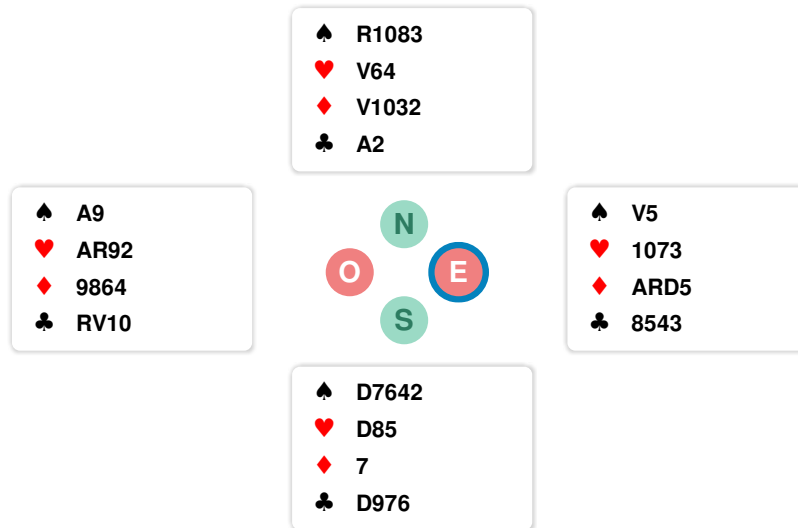 ♠ R1083
♥ V64
♦ V1032
♣ A2
♠ A9
♥ AR92
♦ 9864
♣ RV10
N
O
E
S
♠ V5
♥ 1073
♦ ARD5
♣ 8543
♠ D7642
♥ D85
♦ 7
♣ D976